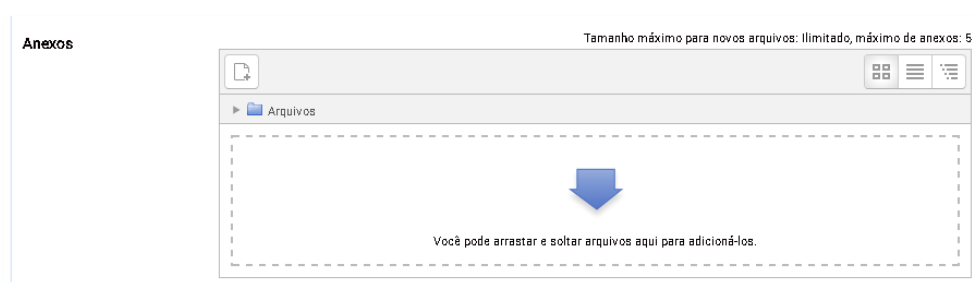 Anexos
Tamanho máximo para novos arquivos: Ilimitado, máximo de anexos: 5
Arquivos
Você pode arrastar e soltar arquivos aqui para adicioná-los.